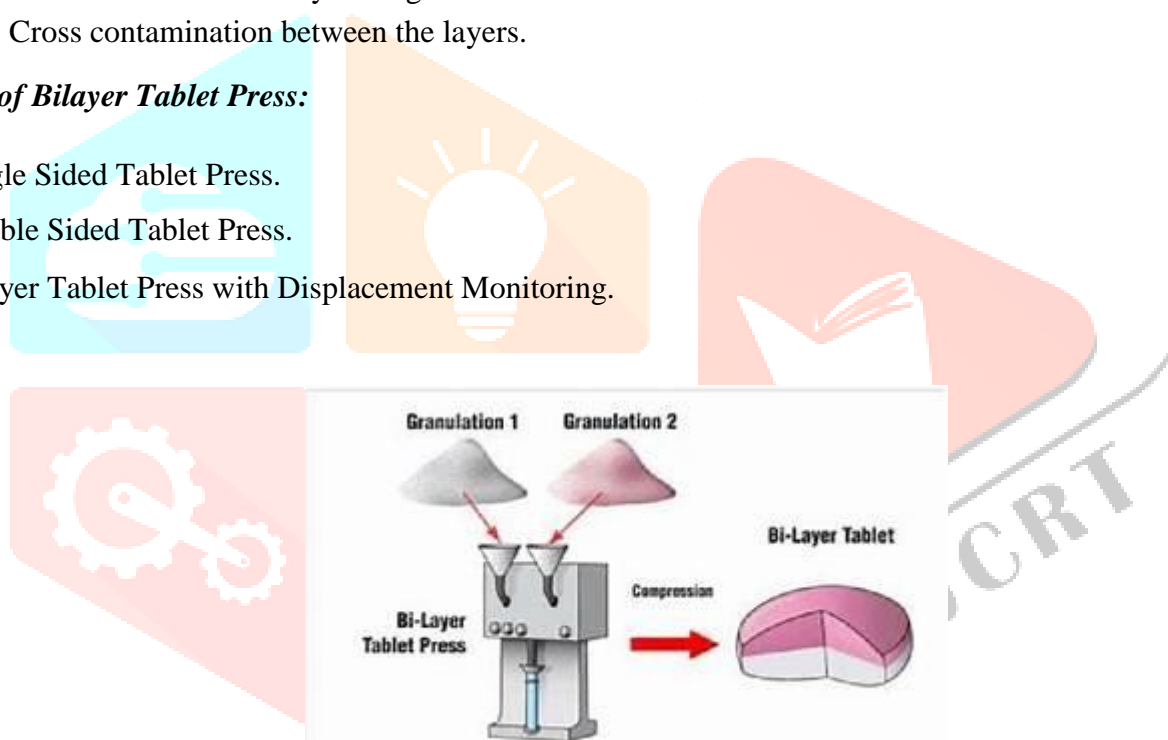 Cross contamination between the layers.
of Bilayer Tablet Press:
gle Sided Tablet Press.
ble Sided Tablet Press.
yer Tablet Press with Displacement Monitoring.
Granulation 1 Granulation 2
Bi-Layer Tablet
Compression
Bi-Layer
Tablet Press
CRT